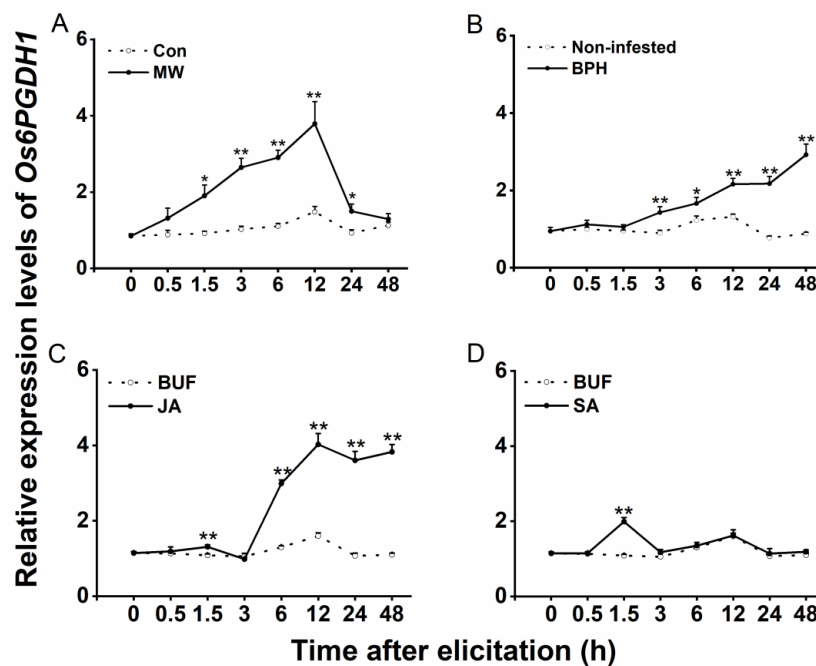 Relative expression levels of Os6PGDH1
A
Con
MW
6
4
2
0
* ** ** ** *
0 0.5 1.5 3 6 12 24 48
B
Non-infested
BPH
6
4
2
0
** * ** ** **
0 0.5 1.5 3 6 12 24 48
C
BUF
JA
6
4
2
0
** ** ** ** **
0 0.5 1.5 3 6 12 24 48
D
BUF
SA
6
4
2
0
**
0 0.5 1.5 3 6 12 24 48
Time after elicitation (h)